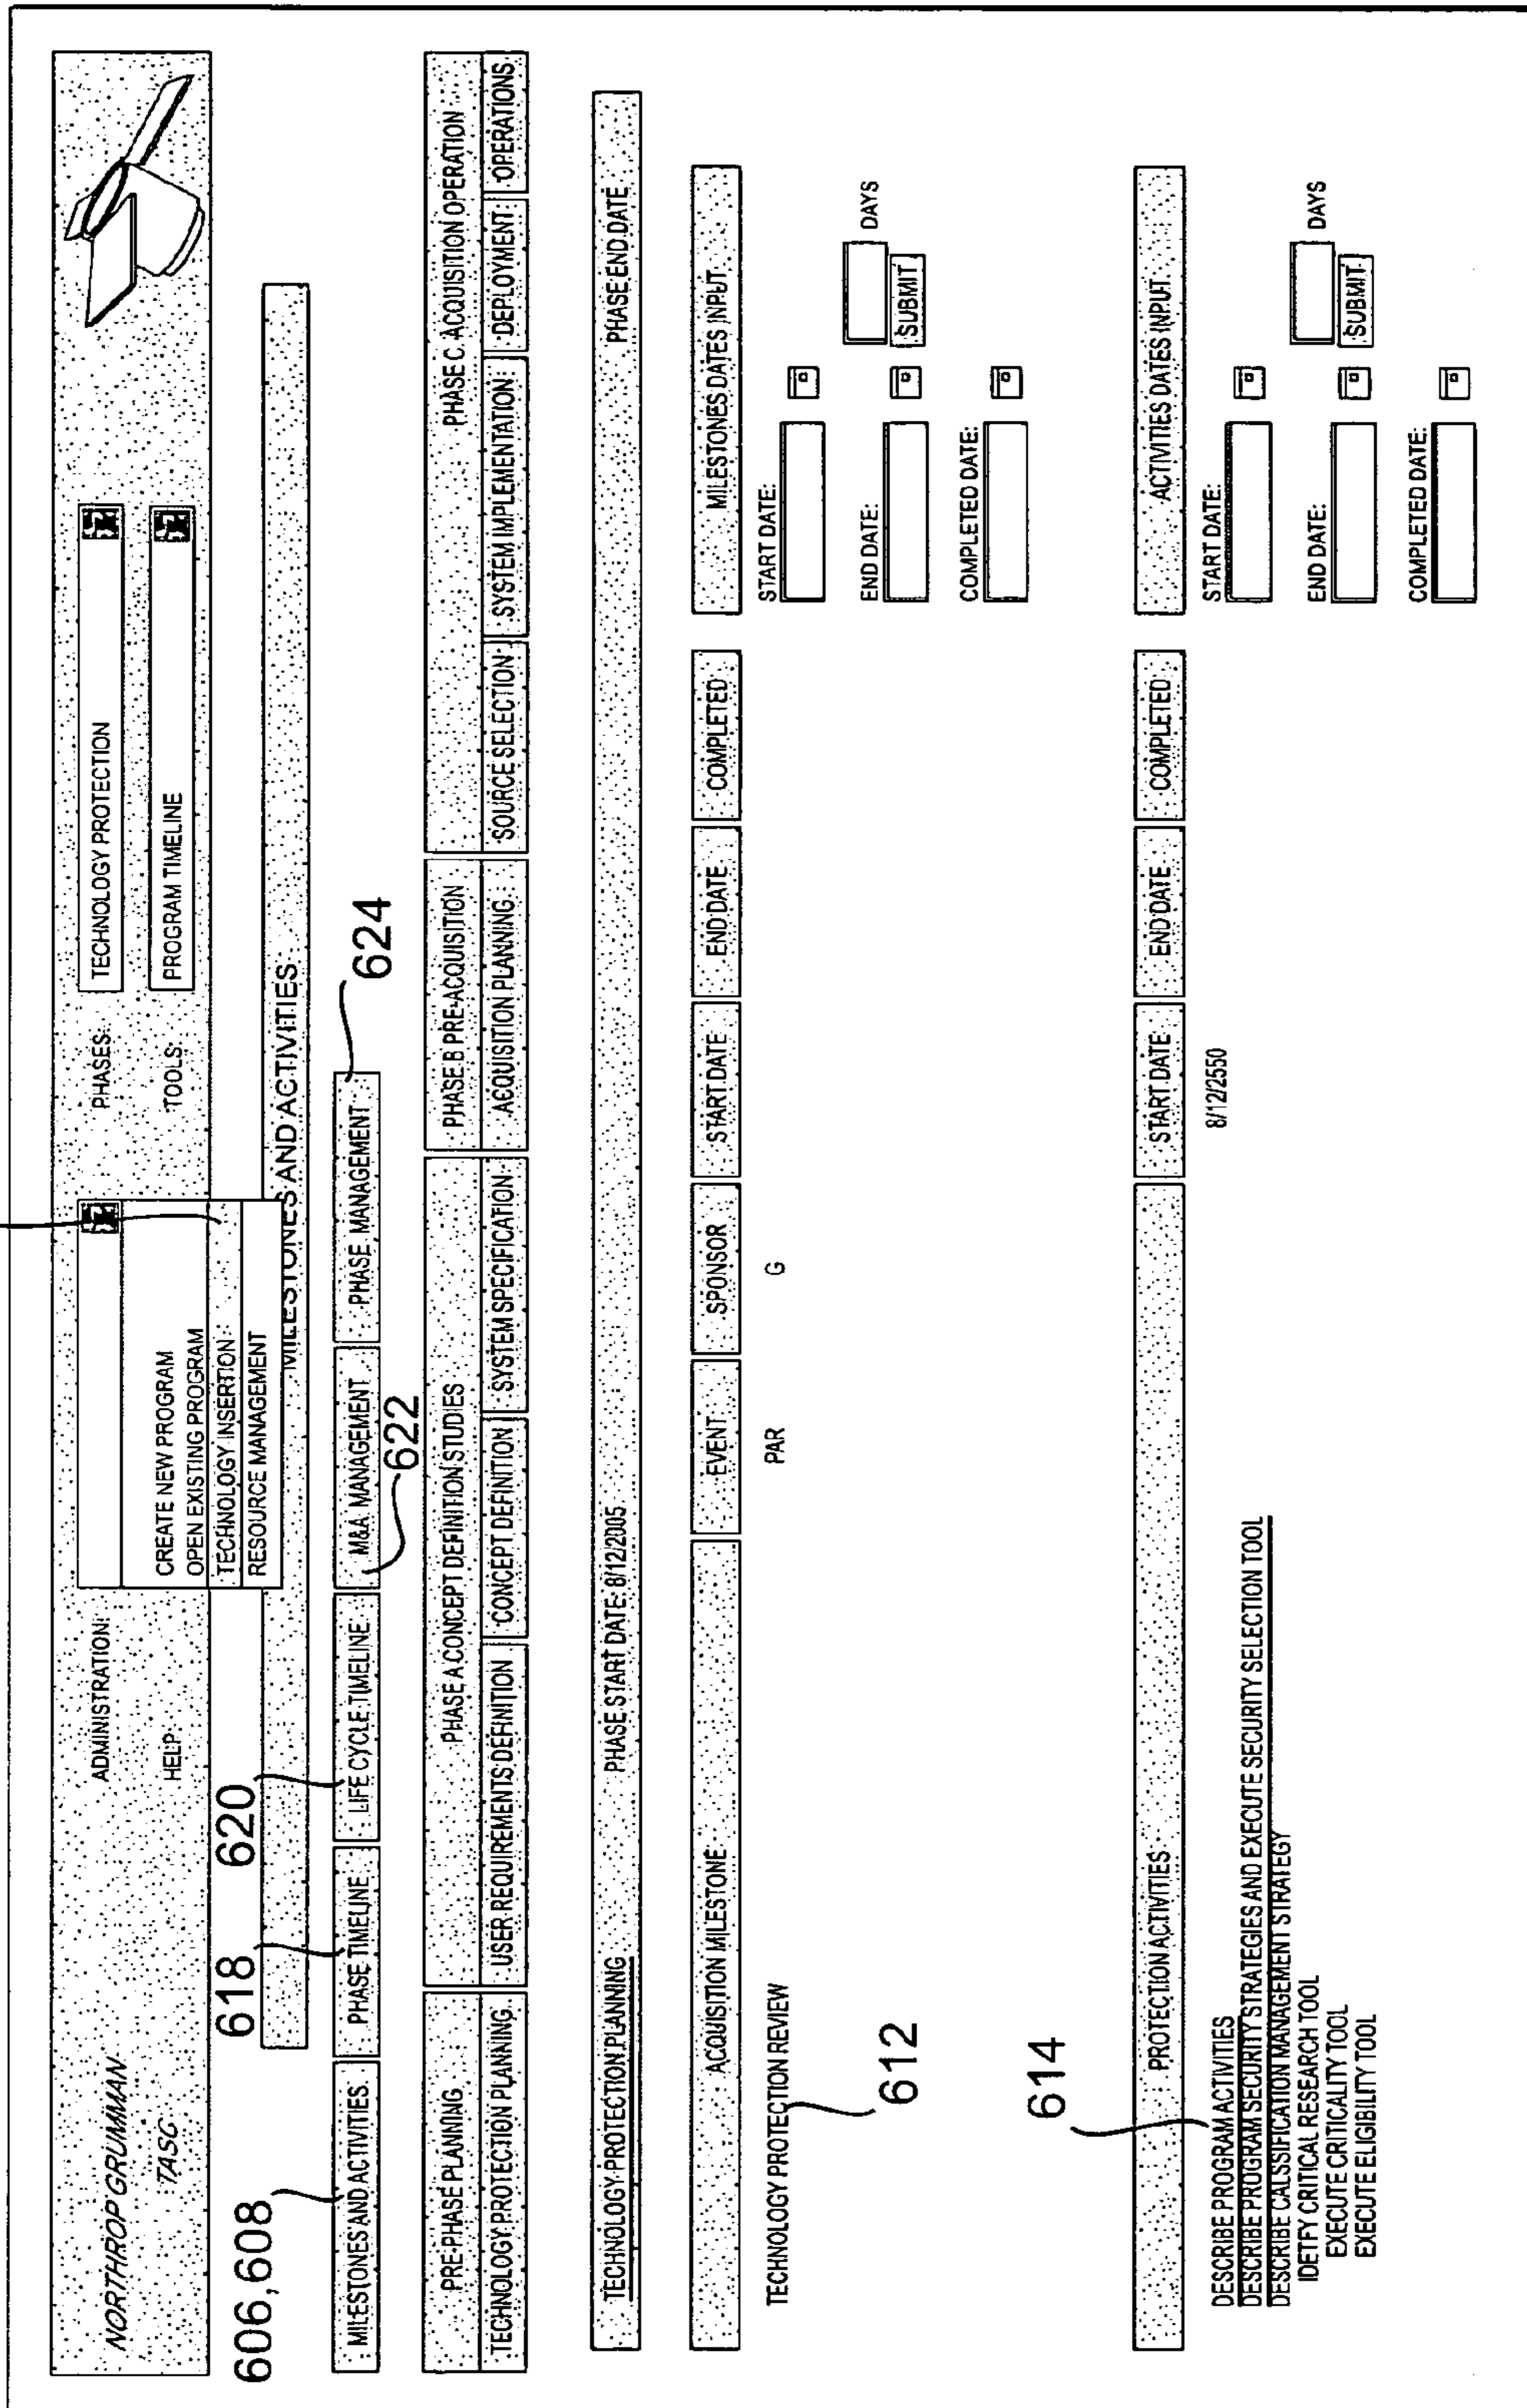 NORTHROP GRUMMAN
TASC
ADMINISTRATION:
HELP:
CREATE NEW PROGRAM
OPEN EXISTING PROGRAM
TECHNOLOGY INSERTION
RESOURCE MANAGEMENT
PHASES:
TECHNOLOGY PROTECTION
TOOLS:
PROGRAM TIMELINE
606,608
618
620
MILESTONES AND ACTIVITIES
624
MILESTONES AND ACTIVITIES
PHASE TIMELINE
LIFE CYCLE TIMELINE
M&A MANAGEMENT
PHASE MANAGEMENT
622
PRE-PHASE PLANNING
PHASE A CONCEPT DEFINITION STUDIES
PHASE B PRE-ACQUISITION
PHASE C ACQUISITION OPERATION
TECHNOLOGY PROTECTION PLANNING
USER REQUIREMENTS DEFINITION
CONCEPT DEFINITION
SYSTEM SPECIFICATION
ACQUISITION PLANNING
SOURCE SELECTION
SYSTEM IMPLEMENTATION
DEPLOYMENT
OPERATIONS
TECHNOLOGY PROTECTION PLANNING
PHASE START DATE: 8/12/2005
PHASE END DATE
ACQUISITION MILESTONE
EVENT
SPONSOR
START DATE
END DATE
COMPLETED
MILESTONES DATES INPUT
TECHNOLOGY PROTECTION REVIEW
PAR
G
START DATE:
END DATE:
DAYS
SUBMIT
COMPLETED DATE:
612
614
PROTECTION ACTIVITIES
START DATE
END DATE
COMPLETED
ACTIVITIES DATES INPUT
DESCRIBE PROGRAM ACTIVITIES
8/12/2550
START DATE:
DESCRIBE PROGRAM SECURITY STRATEGIES AND EXECUTE SECURITY SELECTION TOOL
DESCRIBE CALSSIFICATION MANAGEMENT STRATEGY
IDETFY CRITICAL RESEARCH TOOL
EXECUTE CRITICALITY TOOL
EXECUTE ELIGIBILITY TOOL
END DATE:
DAYS
SUBMIT
COMPLETED DATE: